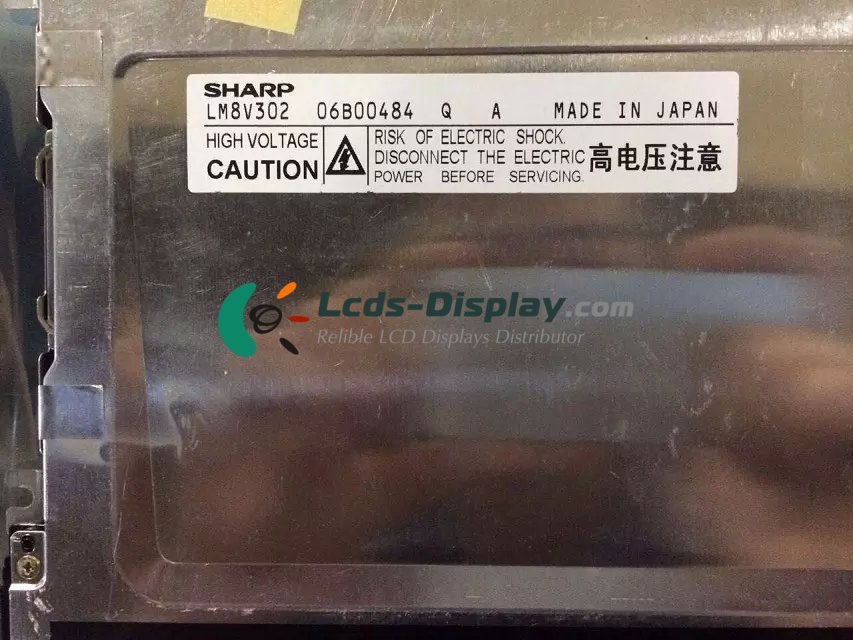 SHARP
LM8V302 06B00484 Q A MADE IN JAPAN
HIGH VOLTAGE
CAUTION
RISK OF ELECTRIC SHOCK.
DISCONNECT THE ELECTRIC
POWER BEFORE SERVICING.
高电压注意
Lcds-Display.com
Relible LCD Displays Distributor